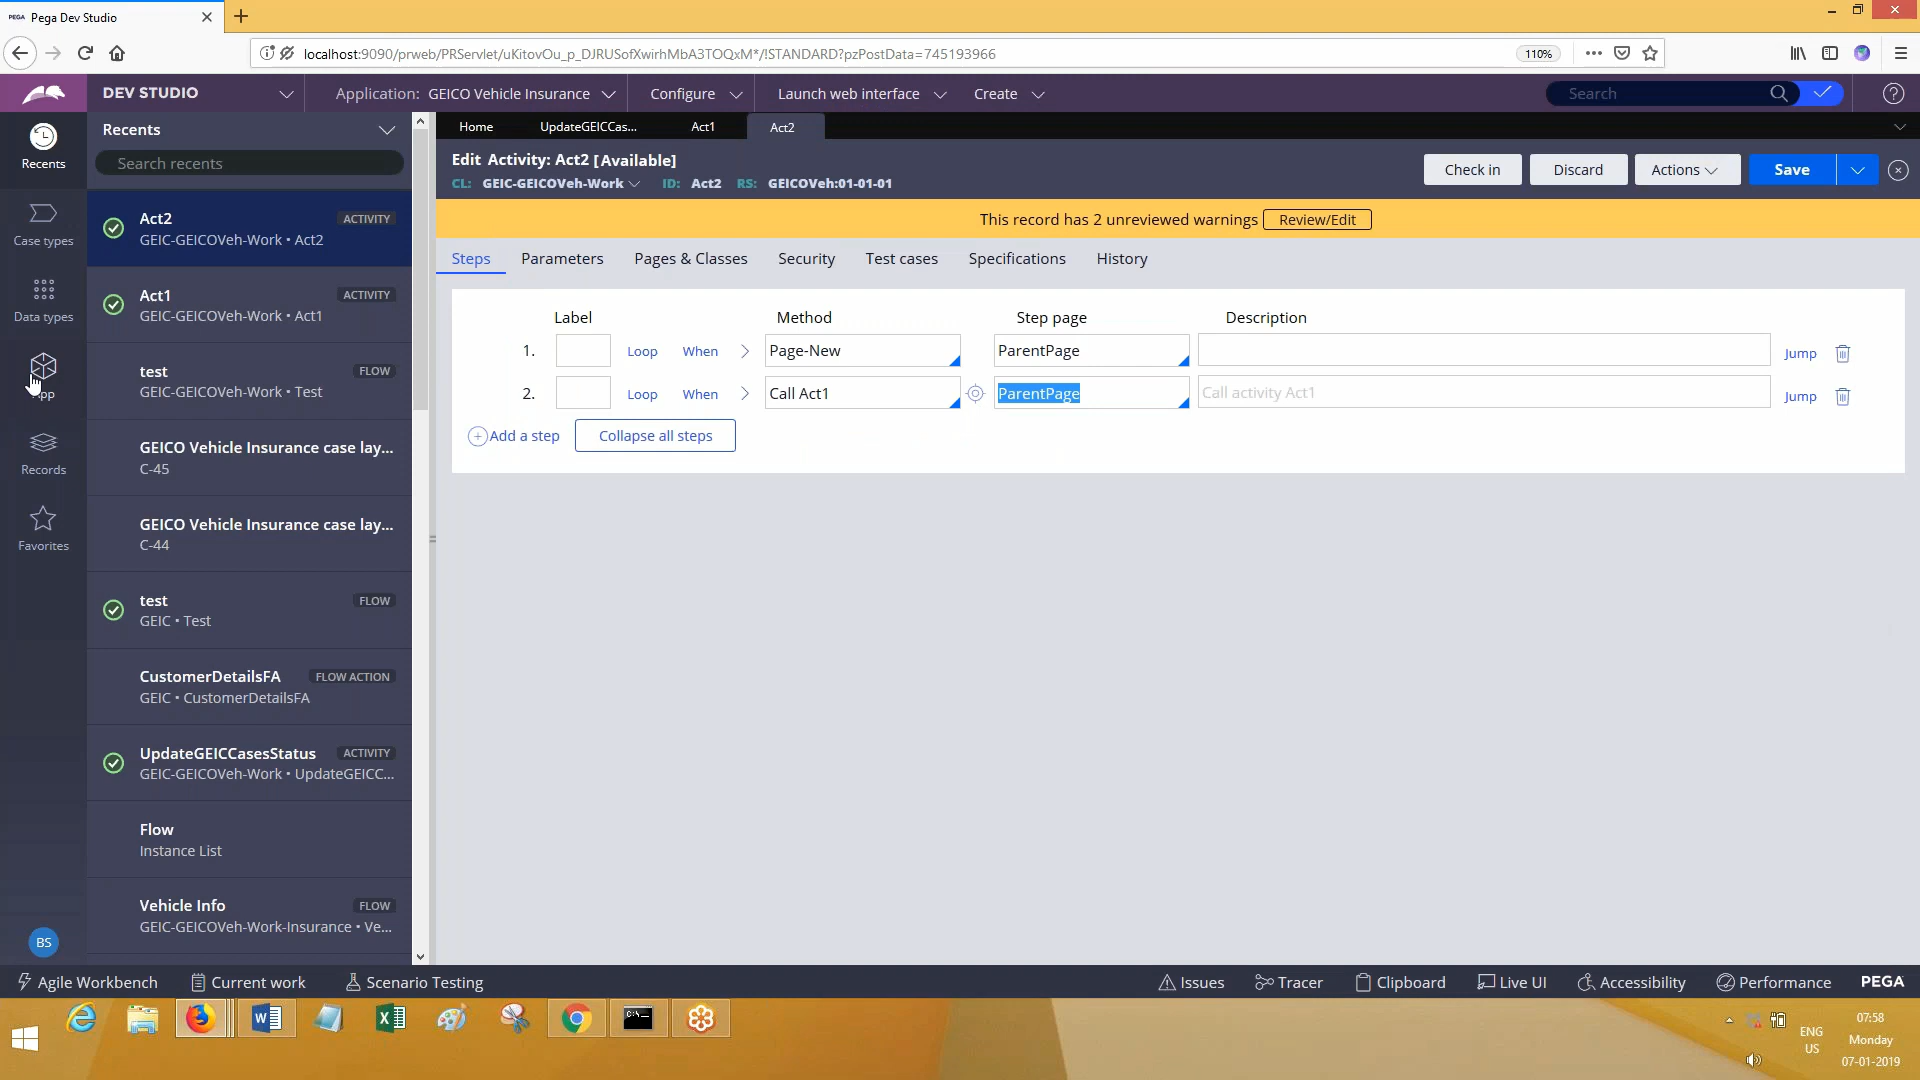 PEGA Pega Dev Studio
localhost:9090/prweb/PRServlet/uKitovOu_p_DJRUSofXwirhMbA3TOQxM*/!STANDARD?pzPostData=745193966
110%
DEV STUDIO
Application: GEICO Vehicle Insurance
Configure
Launch web interface
Create
Search
Recents
Case types
Data types
App
Records
Favorites
BS
Recents
Search recents
Act2 ACTIVITY
GEIC-GEICOVeh-Work • Act2
Act1 ACTIVITY
GEIC-GEICOVeh-Work • Act1
test FLOW
GEIC-GEICOVeh-Work • Test
GEICO Vehicle Insurance case lay...
C-45
GEICO Vehicle Insurance case lay...
C-44
test FLOW
GEIC • Test
CustomerDetailsFA FLOW ACTION
GEIC • CustomerDetailsFA
UpdateGEICCasesStatus ACTIVITY
GEIC-GEICOVeh-Work • UpdateGEICC...
Flow
Instance List
Vehicle Info FLOW
GEIC-GEICOVeh-Work-Insurance • Ve...
Home UpdateGEICCas... Act1 Act2
Edit Activity: Act2 [Available]
CL: GEIC-GEICOVeh-Work ID: Act2 RS: GEICOVeh:01-01-01
Check in Discard Actions Save
This record has 2 unreviewed warnings Review/Edit
Steps Parameters Pages & Classes Security Test cases Specifications History
Label Method Step page Description
1. Loop When Page-New ParentPage Jump
2. Loop When Call Act1 ParentPage Call activity Act1 Jump
Add a step Collapse all steps
Agile Workbench Current work Scenario Testing Issues Tracer Clipboard Live UI Accessibility Performance PEGA
ENG
US
07:58
Monday
07-01-2019